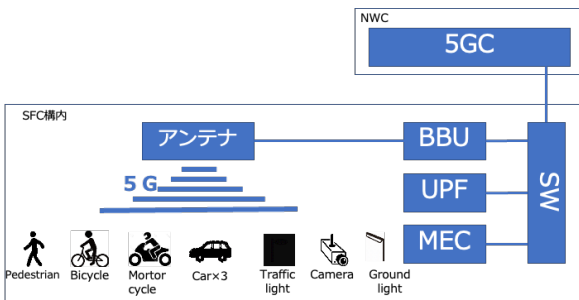 NWC
5GC
SFC構内
アンテナ
BBU
5G
UPF
SW
MEC
Pedestrian
Bicycle
Mortor
cycle
Car×3
Traffic
light
Camera
Ground
light